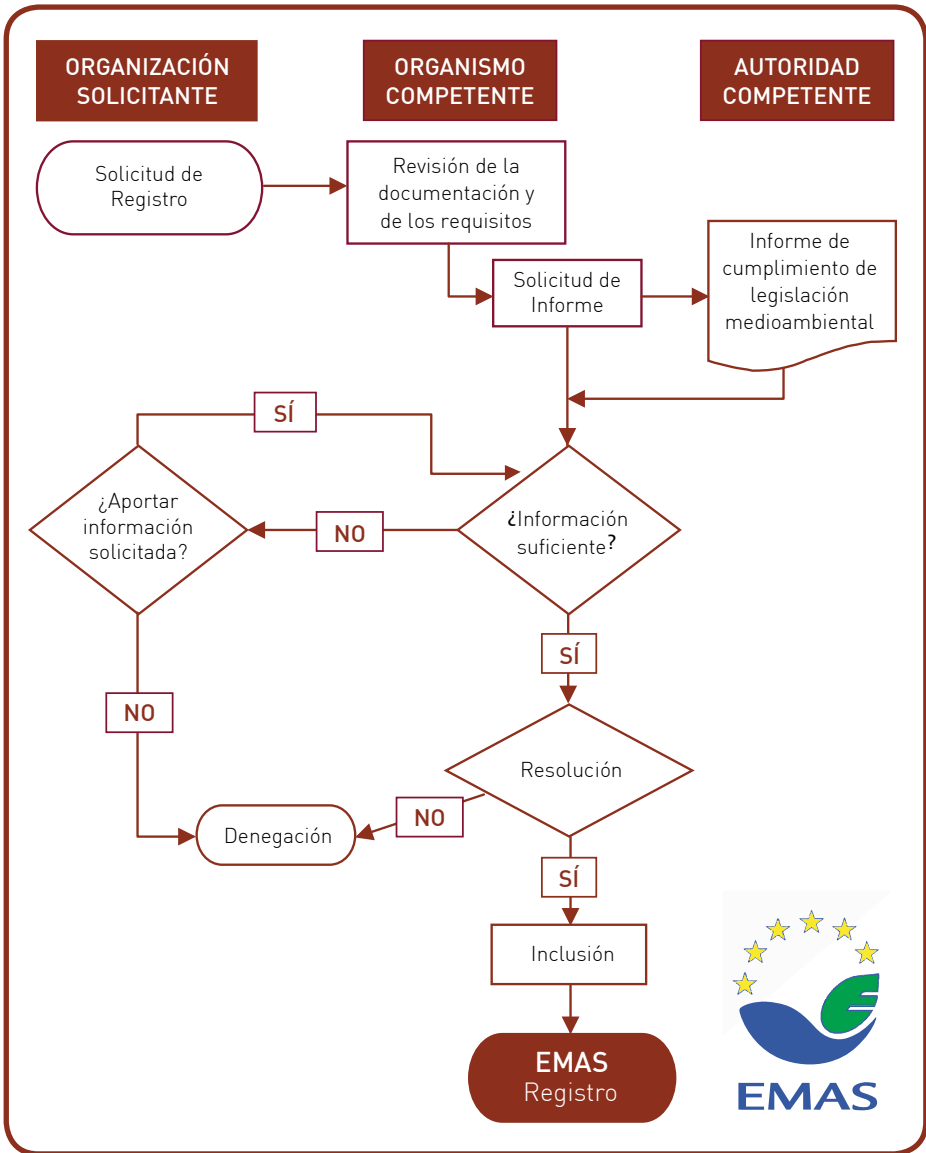 ORGANIZACIÓN
SOLICITANTE
ORGANISMO
COMPETENTE
AUTORIDAD
COMPETENTE
Solicitud de
Registro
Revisión de la
documentación y
de los requisitos
Solicitud de
Informe
Informe de
cumplimiento de
legislación
medioambiental
SÍ
¿Aportar
información
solicitada?
NO
¿Información
suficiente?
SÍ
NO
Resolución
NO
Denegación
SÍ
Inclusión
EMAS
Registro
EMAS